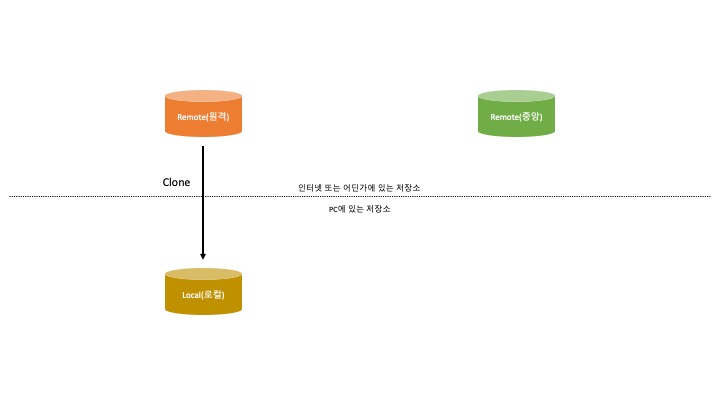 Remote(원격)
Remote(중앙)
Clone
인터넷 또는 어딘가에 있는 저장소
PC에 있는 저장소
Local(로컬)